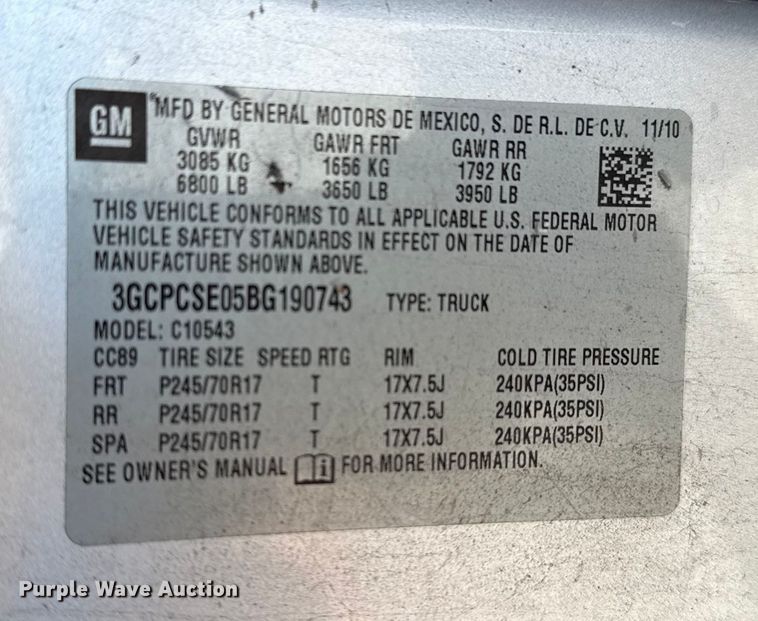 GM
MFD BY GENERAL MOTORS DE MEXICO, S. DE R.L. DE C.V. 11/10
GVWR GAWR FRT GAWR RR
3085 KG 1656 KG 1792 KG
6800 LB 3650 LB 3950 LB
THIS VEHICLE CONFORMS TO ALL APPLICABLE U.S. FEDERAL MOTOR
VEHICLE SAFETY STANDARDS IN EFFECT ON THE DATE OF
MANUFACTURE SHOWN ABOVE.
3GCPCSE05BG190743 TYPE: TRUCK
MODEL: C10543
CC89 TIRE SIZE SPEED RTG RIM COLD TIRE PRESSURE
FRT P245/70R17 T 17X7.5J 240KPA(35PSI)
RR P245/70R17 T 17X7.5J 240KPA(35PSI)
SPA P245/70R17 T 17X7.5J 240KPA(35PSI)
SEE OWNER'S MANUAL i FOR MORE INFORMATION.
Purple Wave Auction